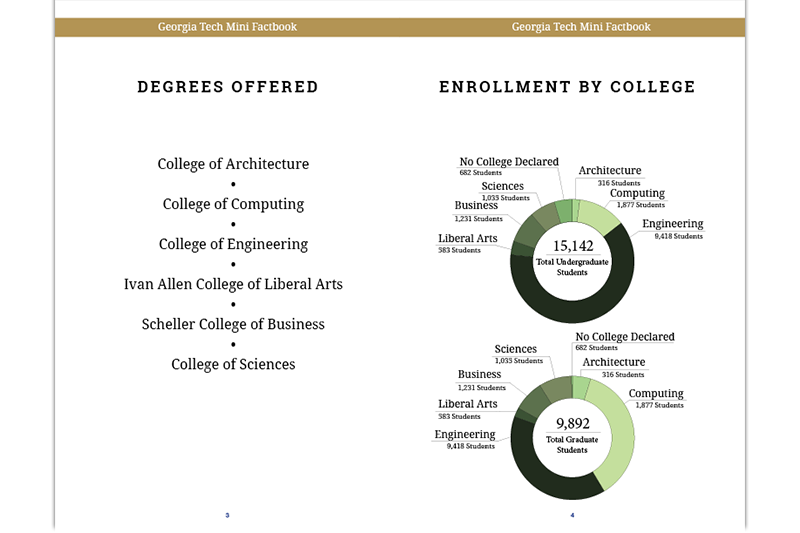 Georgia Tech Mini Factbook
DEGREES OFFERED
College of Architecture
•
College of Computing
•
College of Engineering
•
Ivan Allen College of Liberal Arts
•
Scheller College of Business
•
College of Sciences
3
Georgia Tech Mini Factbook
ENROLLMENT BY COLLEGE
No College Declared
682 Students
Architecture
316 Students
Sciences
1,033 Students
Computing
1,877 Students
Business
1,231 Students
Engineering
9,418 Students
Liberal Arts
583 Students
15,142
Total Undergraduate
Students
No College Declared
682 Students
Sciences
1,033 Students
Architecture
316 Students
Business
1,231 Students
Computing
1,877 Students
Liberal Arts
583 Students
Engineering
9,418 Students
9,892
Total Graduate
Students
4